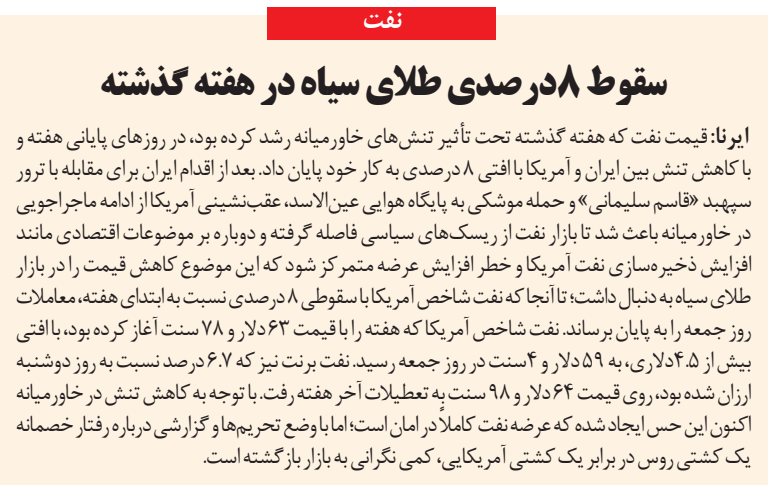 نفت
سقوط ۸درصدی طلای سیاه در هفته گذشته
ایرنا: قیمت نفت که هفته گذشته تحت تأثیر تنش‌های خاورمیانه رشد کرده بود، در روزهای پایانی هفته و
با کاهش تنش بین ایران و آمریکا با افتی ۸ درصدی به کار خود پایان داد. بعد از اقدام ایران برای مقابله با ترور
سپهبد «قاسم سلیمانی» و حمله موشکی به پایگاه هوایی عین‌الاسد، عقب‌نشینی آمریکا از ادامه ماجراجویی
در خاورمیانه باعث شد تا بازار نفت از ریسک‌های سیاسی فاصله گرفته و دوباره بر موضوعات اقتصادی مانند
افزایش ذخیره‌سازی نفت آمریکا و خطر افزایش عرضه متمرکز شود که این موضوع کاهش قیمت را در بازار
طلای سیاه به دنبال داشت؛ تا آنجا که نفت شاخص آمریکا با سقوطی ۸ درصدی نسبت به ابتدای هفته، معاملات
روز جمعه را به پایان برساند. نفت شاخص آمریکا که هفته را با قیمت ۶۳دلار و ۷۸ سنت آغاز کرده بود، با افتی
بیش از ۴.۵دلاری، به ۵۹ دلار و ۴سنت در روز جمعه رسید. نفت برنت نیز که ۶.۷درصد نسبت به روز دوشنبه
ارزان شده بود، روی قیمت ۶۴ دلار و ۹۸ سنت به تعطیلات آخر هفته رفت. با توجه به کاهش تنش در خاورمیانه
اکنون این حس ایجاد شده که عرضه نفت کاملاً در امان است؛ اما با وضع تحریم‌ها و گزارشی درباره رفتار خصمانه
یک کشتی روس در برابر یک کشتی آمریکایی، کمی نگرانی به بازار بازگشته است.